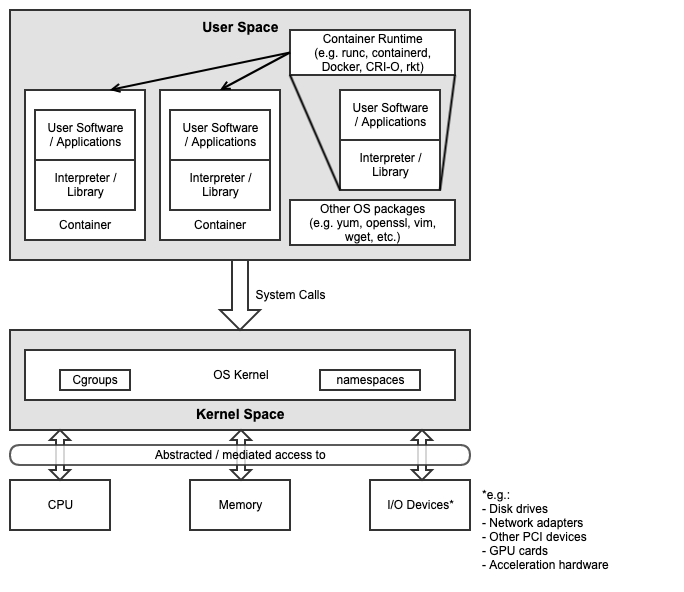 User Space
Container Runtime
(e.g. runc, containerd,
Docker, CRI-O, rkt)
User Software
/ Applications
Interpreter /
Library
Container
User Software
/ Applications
Interpreter /
Library
Container
User Software
/ Applications
Interpreter /
Library
Other OS packages
(e.g. yum, openssl, vim,
wget, etc.)
System Calls
Cgroups
OS Kernel
namespaces
Kernel Space
Abstracted / mediated access to
CPU
Memory
I/O Devices*
*e.g.:
- Disk drives
- Network adapters
- Other PCI devices
- GPU cards
- Acceleration hardware